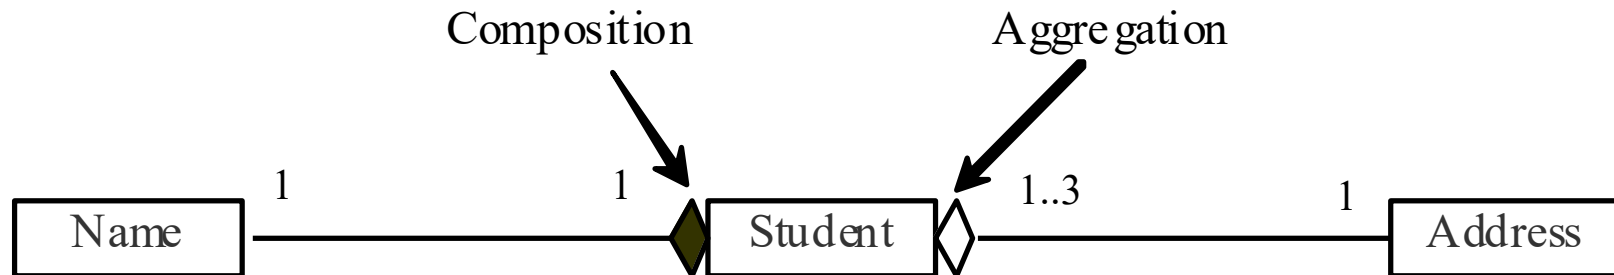 Composition Aggregation
1 1 1..3 1
Name Student Address